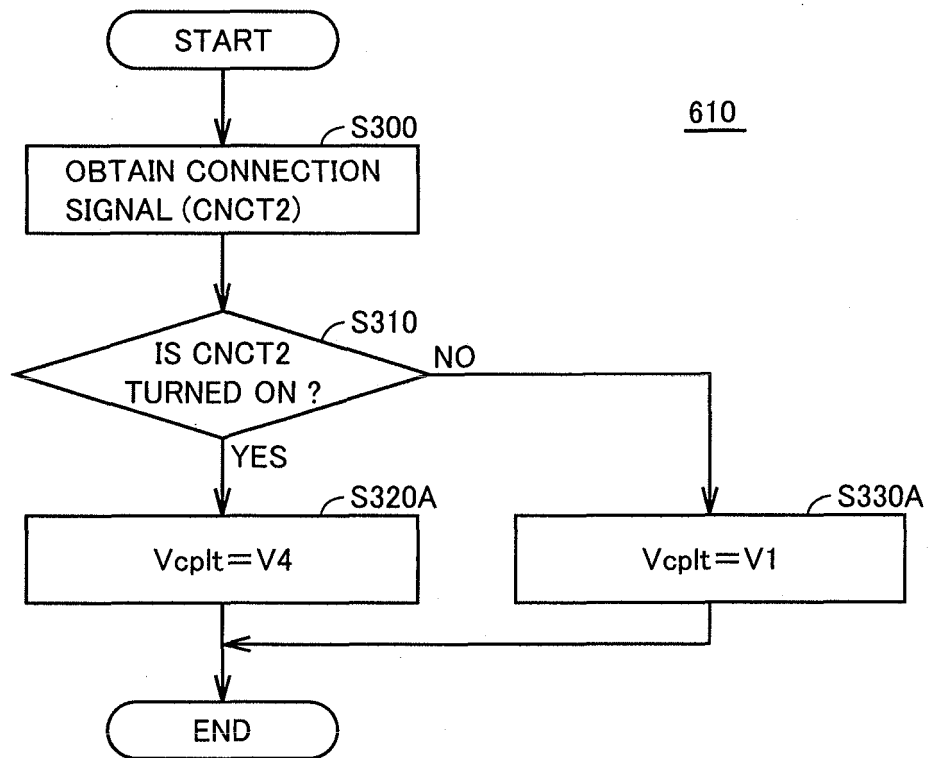 START
610
S300
OBTAIN CONNECTION
SIGNAL (CNCT2)
S310
IS CNCT2
TURNED ON ?
NO
YES
S320A
Vcplt=V4
S330A
Vcplt=V1
END